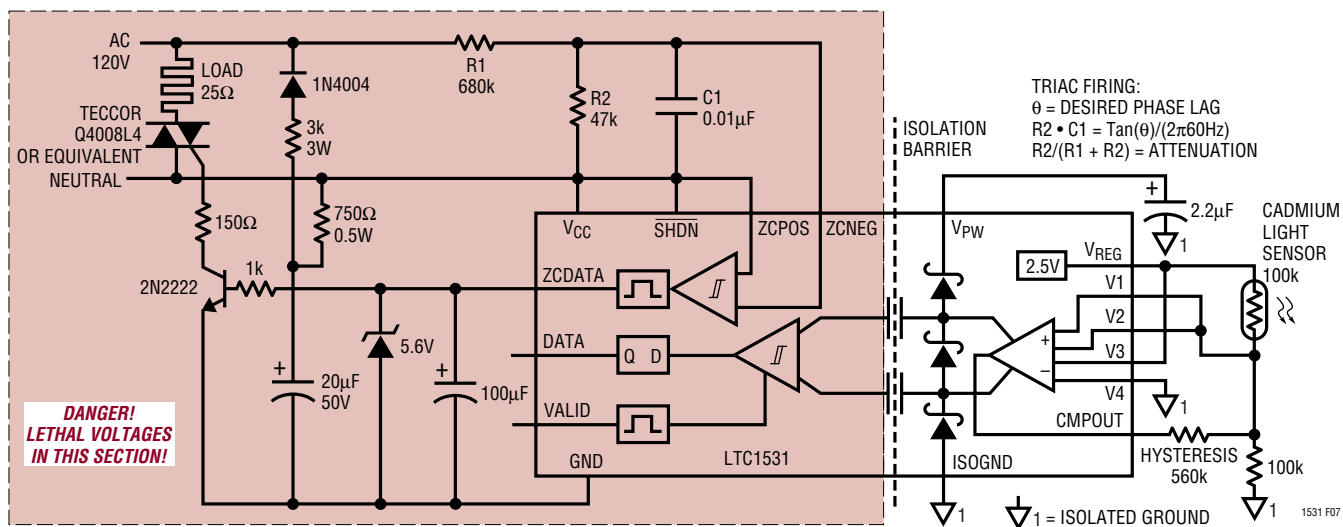 AC
120V
LOAD
25Ω
TECCOR
Q4008L4
OR EQUIVALENT
NEUTRAL
1N4004
3k
3W
R1
680k
R2
47k
C1
0.01µF
150Ω
750Ω
0.5W
2N2222
1k
+
20µF
50V
5.6V
+
100µF
DANGER!
LETHAL VOLTAGES
IN THIS SECTION!
VCC
SHDN
ZCPOS
ZCNEG
VPW
ZCDATA
DATA
Q D
VALID
GND
LTC1531
ISOGND
ISOLATION
BARRIER
TRIAC FIRING:
θ = DESIRED PHASE LAG
R2 • C1 = Tan(θ)/(2π60Hz)
R2/(R1 + R2) = ATTENUATION
+
2.2µF
1
CADMIUM
LIGHT
SENSOR
100k
2.5V
VREG
V1
V2
V3
V4
+
−
1
CMPOUT
HYSTERESIS
560k
100k
1
1
1 = ISOLATED GROUND
1531 F07